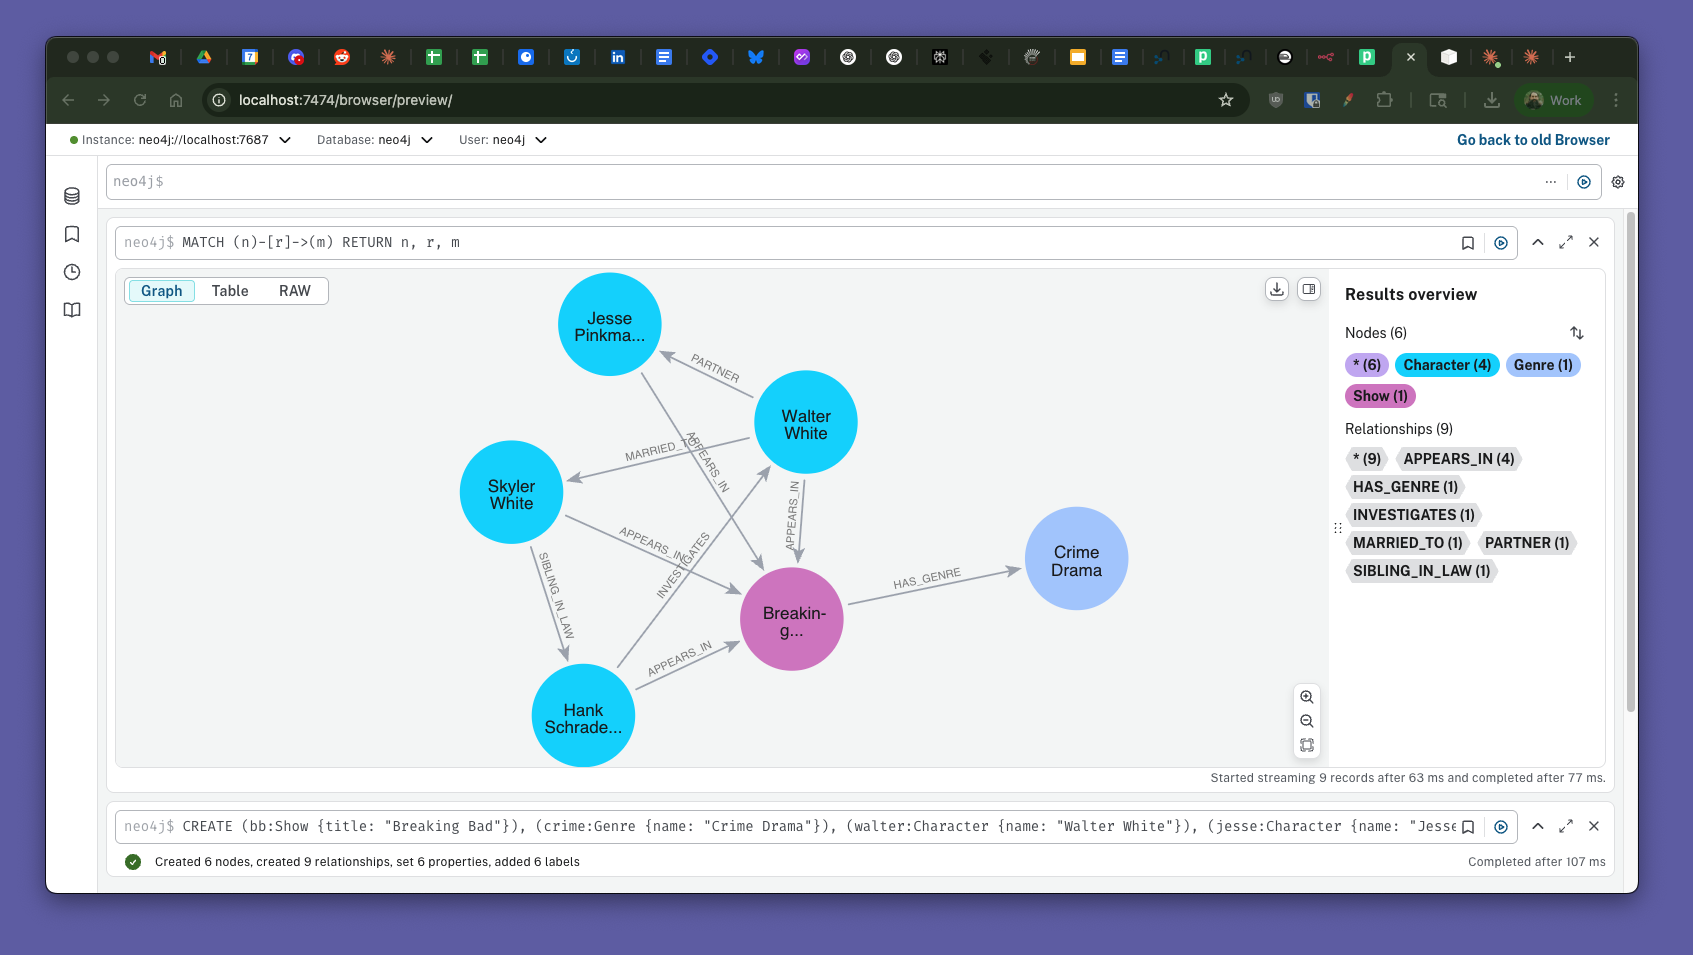 localhost:7474/browser/preview/
Work
Instance: neo4j://localhost:7687
Database: neo4j
User: neo4j
Go back to old Browser
neo4j$
neo4j$ MATCH (n)-[r]->(m) RETURN n, r, m
Graph
Table
RAW
Jesse
Pinkma...
PARTNER
Walter
White
MARRIED_TO
APPEARS_IN
Skyler
White
APPEARS_IN
APPEARS_IN
INVESTIGATES
SIBLING_IN_LAW
Crime
Drama
HAS_GENRE
Breakin-
g...
APPEARS_IN
Hank
Schrade...
Results overview
Nodes (6)
* (6)
Character (4)
Genre (1)
Show (1)
Relationships (9)
* (9)
APPEARS_IN (4)
HAS_GENRE (1)
INVESTIGATES (1)
MARRIED_TO (1)
PARTNER (1)
SIBLING_IN_LAW (1)
Started streaming 9 records after 63 ms and completed after 77 ms.
neo4j$ CREATE (bb:Show {title: "Breaking Bad"}), (crime:Genre {name: "Crime Drama"}), (walter:Character {name: "Walter White"}), (jesse:Character {name: "Jesse
Created 6 nodes, created 9 relationships, set 6 properties, added 6 labels
Completed after 107 ms